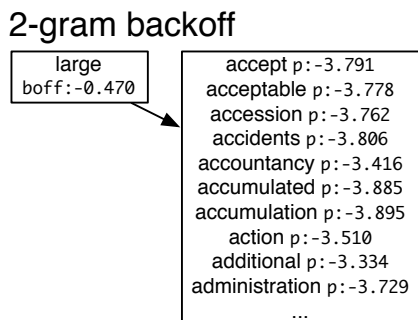 2-gram backoff
large
boff:-0.470
accept p:-3.791
acceptable p:-3.778
accession p:-3.762
accidents p:-3.806
accountancy p:-3.416
accumulated p:-3.885
accumulation p:-3.895
action p:-3.510
additional p:-3.334
administration p:-3.729
...